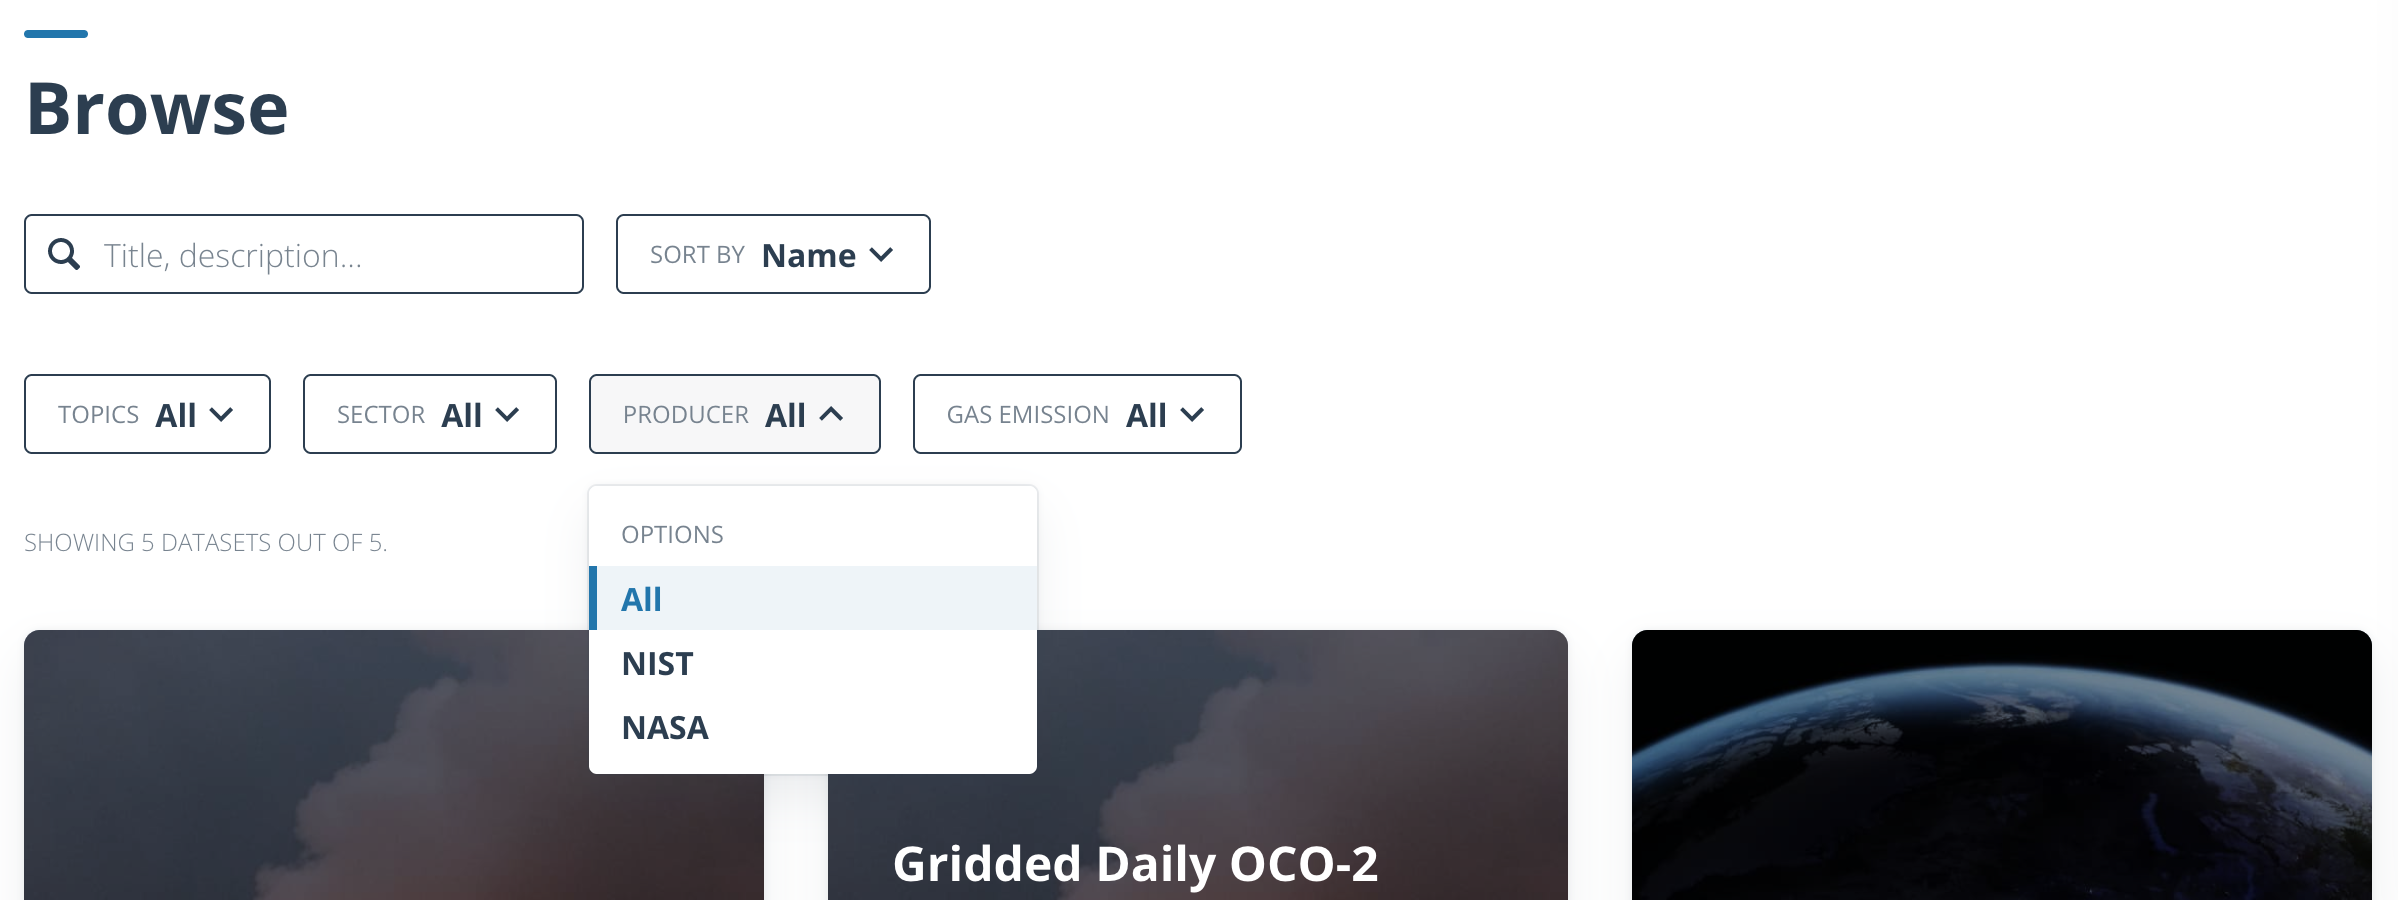 Browse
Title, description...
SORT BY Name
TOPICS All
SECTOR All
PRODUCER All
GAS EMISSION All
OPTIONS
All
NIST
NASA
SHOWING 5 DATASETS OUT OF 5.
Gridded Daily OCO-2